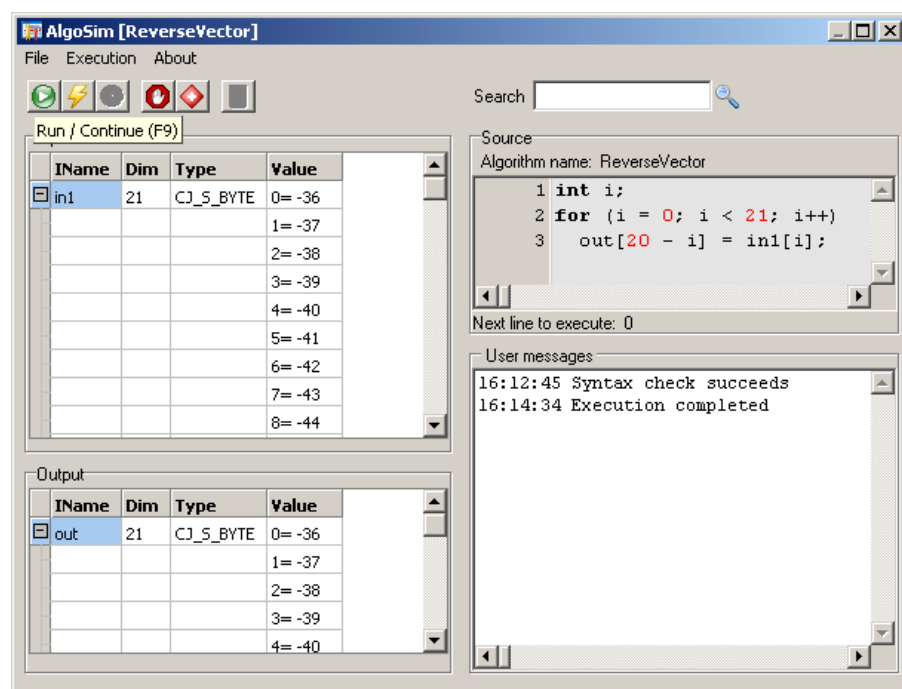 AlgoSim [ReverseVector]
File Execution About
Search
Run / Continue (F9)
IName Dim Type Value
in1 21 CJ_S_BYTE 0= -36
1= -37
2= -38
3= -39
4= -40
5= -41
6= -42
7= -43
8= -44
Output
IName Dim Type Value
out 21 CJ_S_BYTE 0= -36
1= -37
2= -38
3= -39
4= -40
Source
Algorithm name: ReverseVector
1 int i;
2 for (i = 0; i < 21; i++)
3 out[20 - i] = in1[i];
Next line to execute: 0
User messages
16:12:45 Syntax check succeeds
16:14:34 Execution completed